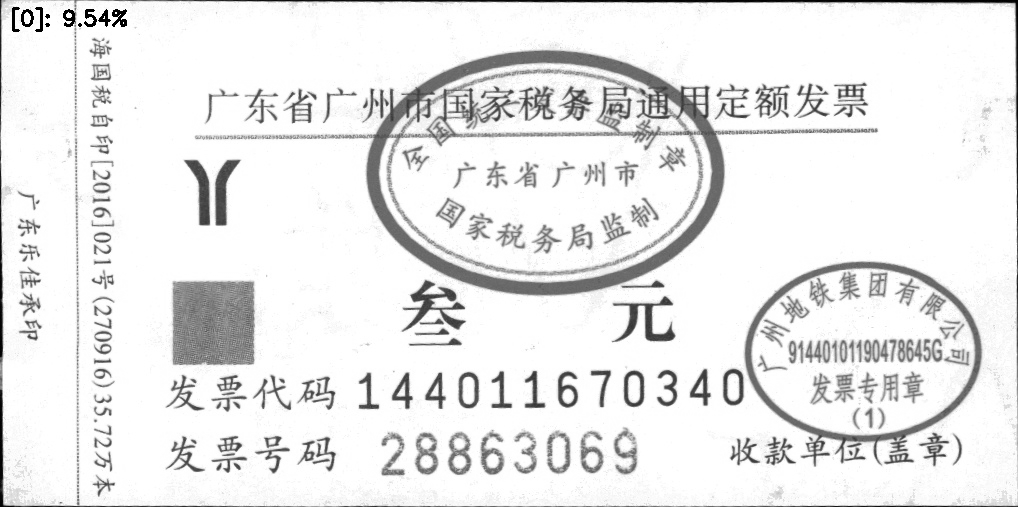 [0]: 9.54%
广东省广州市国家税务局通用定额发票
全国统一发票监制章
广东省广州市
国家税务局监制
叁 元
广州地铁集团有限公司
91440101190478645G
发票专用章
(1)
发票代码 144011670340
发票号码 28863069
收款单位(盖章)
海国税自印[2016]021号(270916)35.72万本
广东乐佳承印